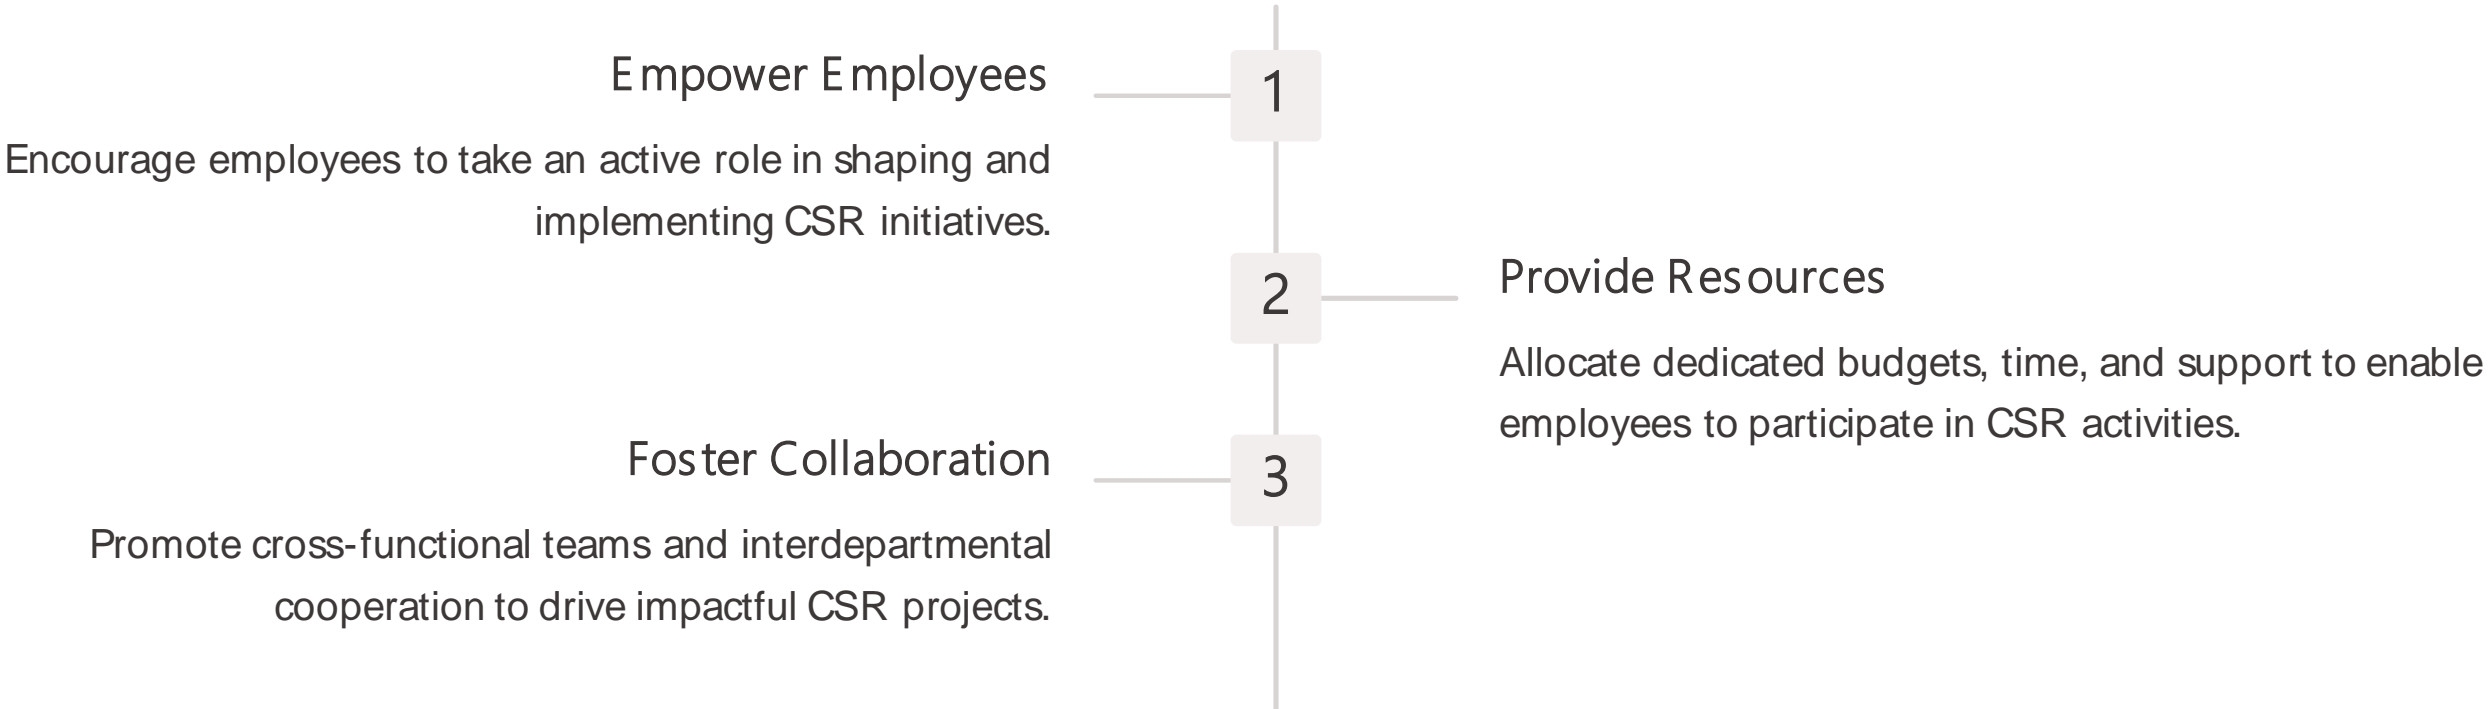 1
Empower Employees
Encourage employees to take an active role in shaping and
implementing CSR initiatives.
2
Provide Resources
Allocate dedicated budgets, time, and support to enable
employees to participate in CSR activities.
3
Foster Collaboration
Promote cross-functional teams and interdepartmental
cooperation to drive impactful CSR projects.